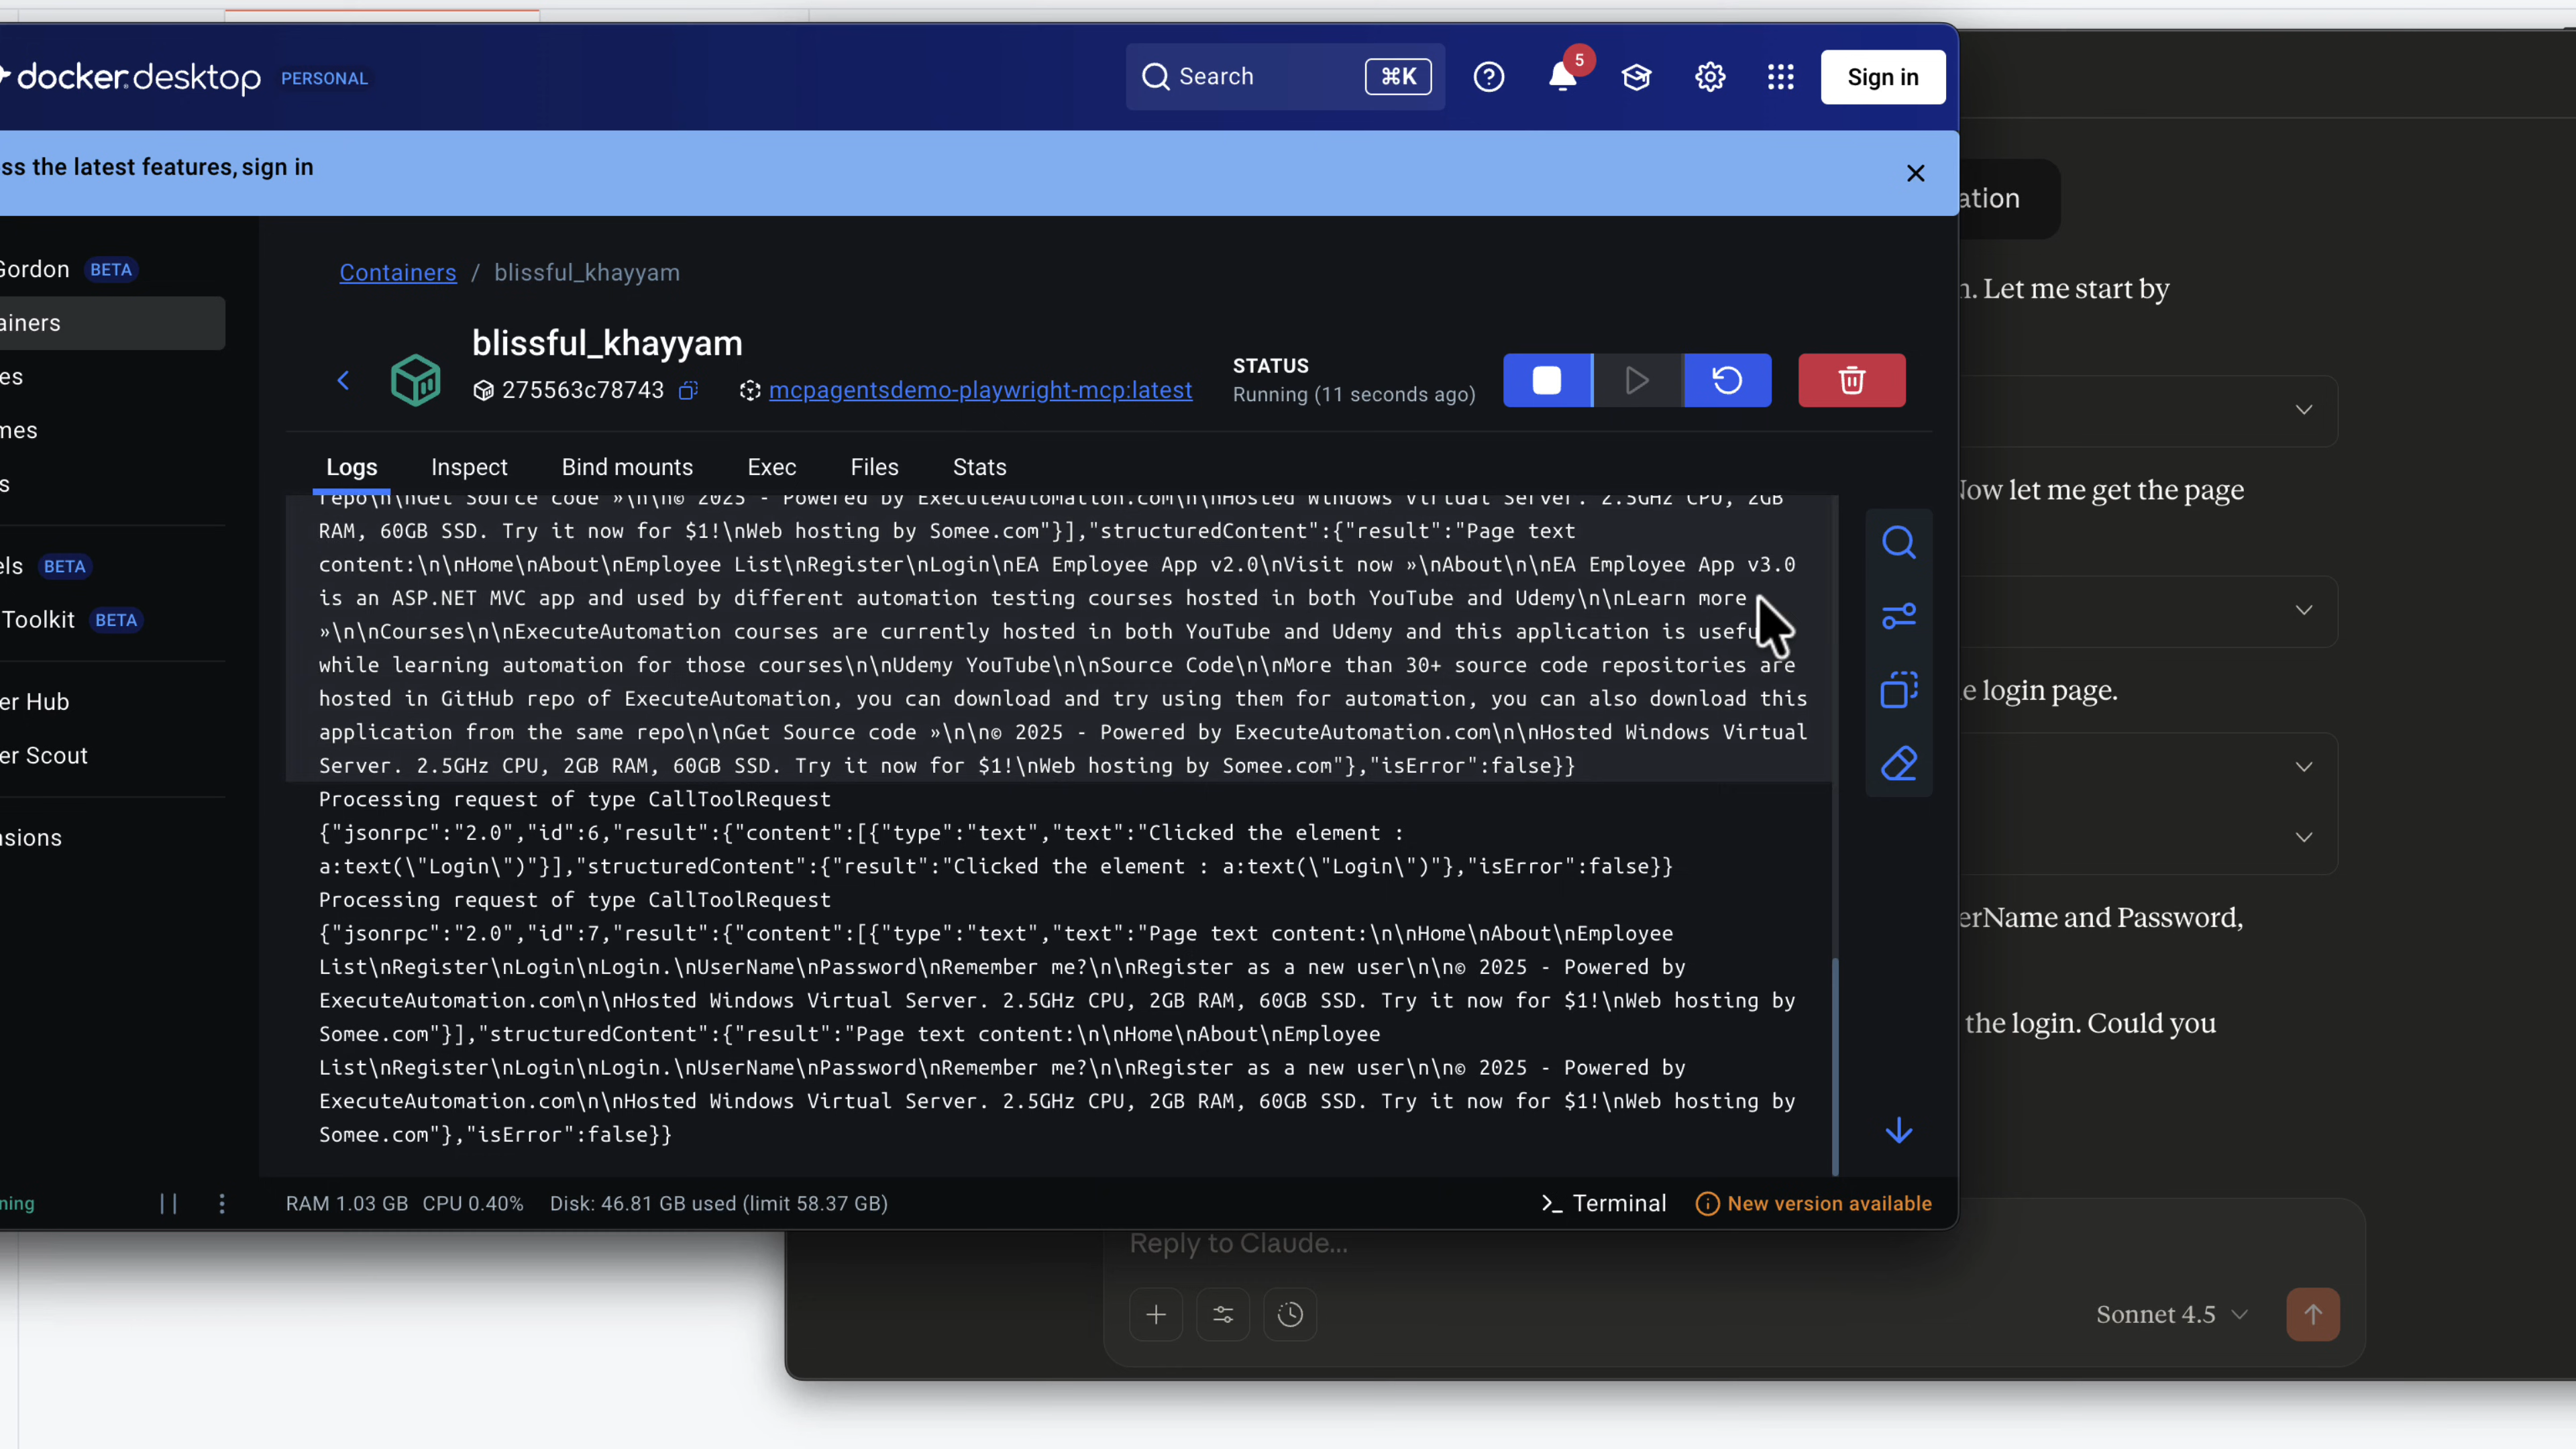 docker desktop PERSONAL
Search ⌘K 5 Sign in
ss the latest features, sign in
Gordon BETA
ainers
es
mes
s
els BETA
Toolkit BETA
er Hub
er Scout
nsions
Containers / blissful_khayyam
blissful_khayyam
275563c78743 mcpagentsdemo-playwright-mcp:latest
STATUS
Running (11 seconds ago)
Logs Inspect Bind mounts Exec Files Stats
repo\n\nGet Source code »\n\n© 2025 - Powered by ExecuteAutomation.com\n\nHosted Windows Virtual Server. 2.5GHz CPU, 2GB
RAM, 60GB SSD. Try it now for $1!\nWeb hosting by Somee.com"}],"structuredContent":{"result":"Page text
content:\n\nHome\nAbout\nEmployee List\nRegister\nLogin\nEA Employee App v2.0\nVisit now »\nAbout\n\nEA Employee App v3.0
is an ASP.NET MVC app and used by different automation testing courses hosted in both YouTube and Udemy\n\nLearn more
»\n\nCourses\n\nExecuteAutomation courses are currently hosted in both YouTube and Udemy and this application is usefu
while learning automation for those courses\n\nUdemy YouTube\n\nSource Code\n\nMore than 30+ source code repositories are
hosted in GitHub repo of ExecuteAutomation, you can download and try using them for automation, you can also download this
application from the same repo\n\nGet Source code »\n\n© 2025 - Powered by ExecuteAutomation.com\n\nHosted Windows Virtual
Server. 2.5GHz CPU, 2GB RAM, 60GB SSD. Try it now for $1!\nWeb hosting by Somee.com"},"isError":false}}
Processing request of type CallToolRequest
{"jsonrpc":"2.0","id":6,"result":{"content":[{"type":"text","text":"Clicked the element :
a:text(\"Login\")"}],"structuredContent":{"result":"Clicked the element : a:text(\"Login\")"},"isError":false}}
Processing request of type CallToolRequest
{"jsonrpc":"2.0","id":7,"result":{"content":[{"type":"text","text":"Page text content:\n\nHome\nAbout\nEmployee
List\nRegister\nLogin\nLogin.\nUserName\nPassword\nRemember me?\n\nRegister as a new user\n\n© 2025 - Powered by
ExecuteAutomation.com\n\nHosted Windows Virtual Server. 2.5GHz CPU, 2GB RAM, 60GB SSD. Try it now for $1!\nWeb hosting by
Somee.com"}],"structuredContent":{"result":"Page text content:\n\nHome\nAbout\nEmployee
List\nRegister\nLogin\nLogin.\nUserName\nPassword\nRemember me?\n\nRegister as a new user\n\n© 2025 - Powered by
ExecuteAutomation.com\n\nHosted Windows Virtual Server. 2.5GHz CPU, 2GB RAM, 60GB SSD. Try it now for $1!\nWeb hosting by
Somee.com"},"isError":false}}
ning
RAM 1.03 GB CPU 0.40% Disk: 46.81 GB used (limit 58.37 GB)
Terminal New version available
ation
n. Let me start by
Now let me get the page
e login page.
erName and Password,
the login. Could you
Reply to Claude...
Sonnet 4.5